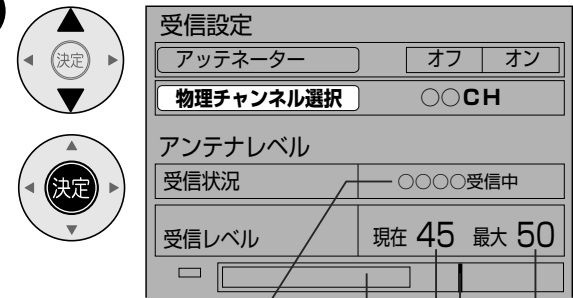 決定
決定
受信設定
アッテネーター オフ オン
物理チャンネル選択 ○○CH
アンテナレベル
受信状況 ○○○○受信中
受信レベル 現在 45 最大 50